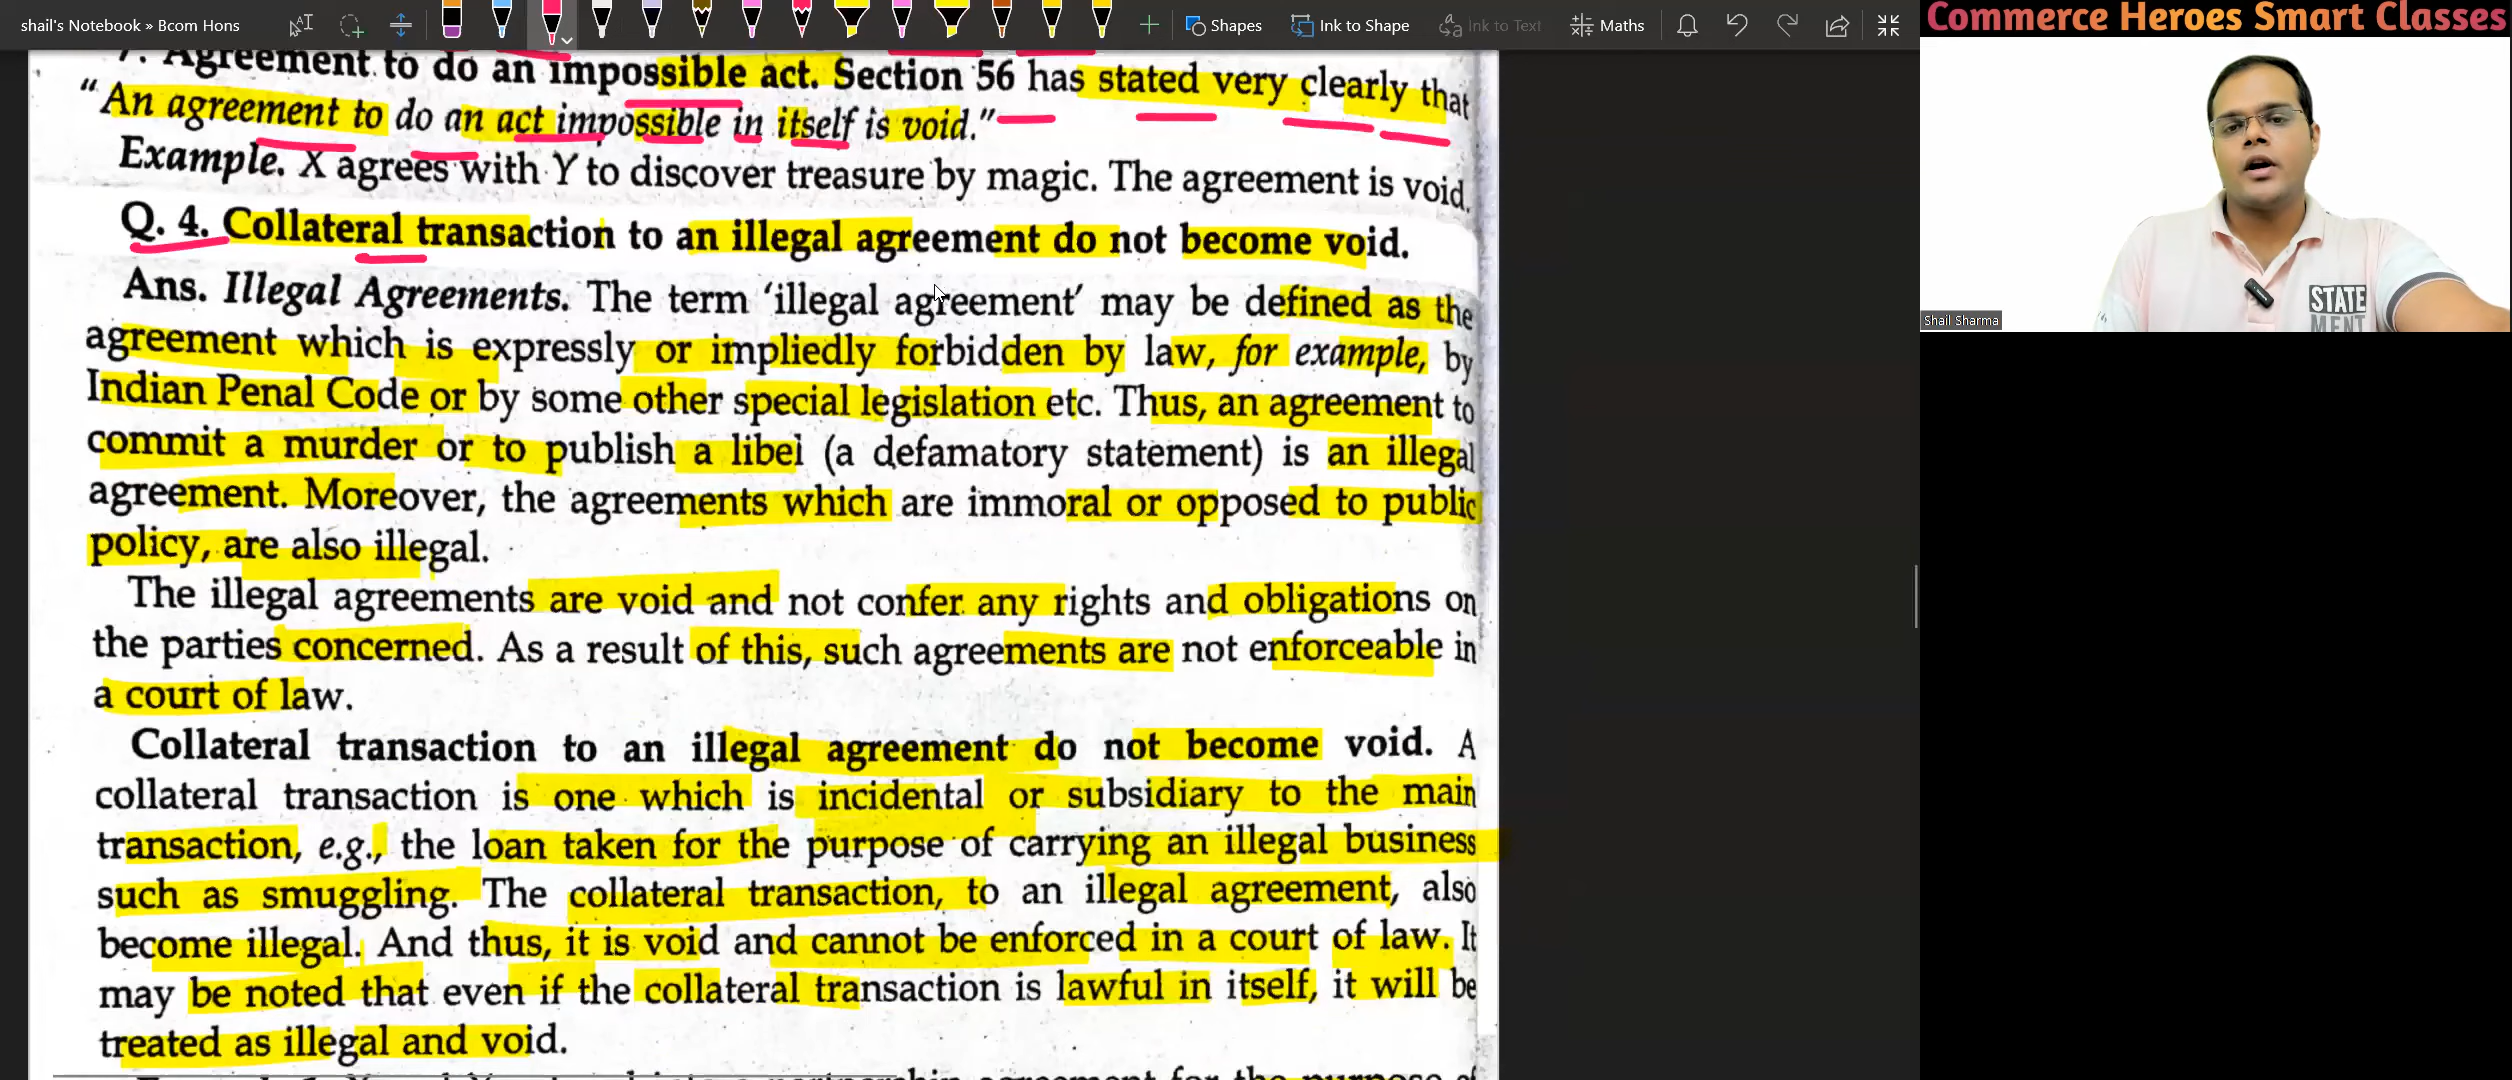 shail's Notebook » Bcom Hons
Shapes
Ink to Shape
Ink to Text
Maths
Commerce Heroes Smart Classes
7. Agreement to do an impossible act. Section 56 has stated very clearly that
“An agreement to do an act impossible in itself is void.”
Example. X agrees with Y to discover treasure by magic. The agreement is void.
Q. 4. Collateral transaction to an illegal agreement do not become void.
Ans. Illegal Agreements. The term ‘illegal agreement’ may be defined as the
agreement which is expressly or impliedly forbidden by law, for example, by
Indian Penal Code or by some other special legislation etc. Thus, an agreement to
commit a murder or to publish a libel (a defamatory statement) is an illegal
agreement. Moreover, the agreements which are immoral or opposed to public
policy, are also illegal.
The illegal agreements are void and not confer any rights and obligations on
the parties concerned. As a result of this, such agreements are not enforceable in
a court of law.
Collateral transaction to an illegal agreement do not become void. A
collateral transaction is one which is incidental or subsidiary to the main
transaction, e.g., the loan taken for the purpose of carrying an illegal business
such as smuggling. The collateral transaction, to an illegal agreement, also
become illegal. And thus, it is void and cannot be enforced in a court of law. It
may be noted that even if the collateral transaction is lawful in itself, it will be
treated as illegal and void.
STATE
MENT
Shail Sharma